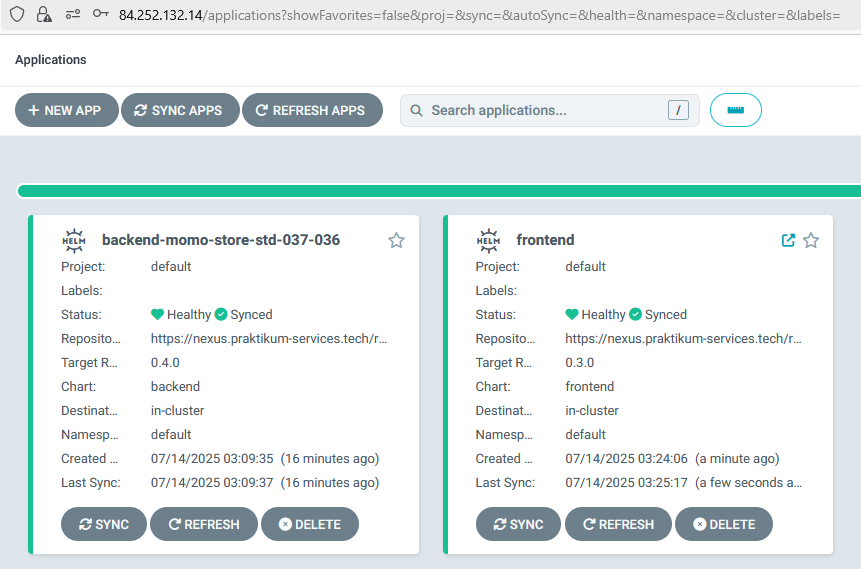 84.252.132.14/applications?showFavorites=false&proj=&sync=&autoSync=&health=&namespace=&cluster=&labels=
Applications
+ NEW APP
SYNC APPS
REFRESH APPS
Search applications...
/
HELM
backend-momo-store-std-037-036
Project: default
Labels:
Status: Healthy Synced
Reposito... https://nexus.praktikum-services.tech/r...
Target R... 0.4.0
Chart: backend
Destinat... in-cluster
Namesp... default
Created ... 07/14/2025 03:09:35 (16 minutes ago)
Last Sync: 07/14/2025 03:09:37 (16 minutes ago)
SYNC
REFRESH
DELETE
HELM
frontend
Project: default
Labels:
Status: Healthy Synced
Reposito... https://nexus.praktikum-services.tech/r...
Target R... 0.3.0
Chart: frontend
Destinat... in-cluster
Namesp... default
Created ... 07/14/2025 03:24:06 (a minute ago)
Last Sync: 07/14/2025 03:25:17 (a few seconds a...
SYNC
REFRESH
DELETE